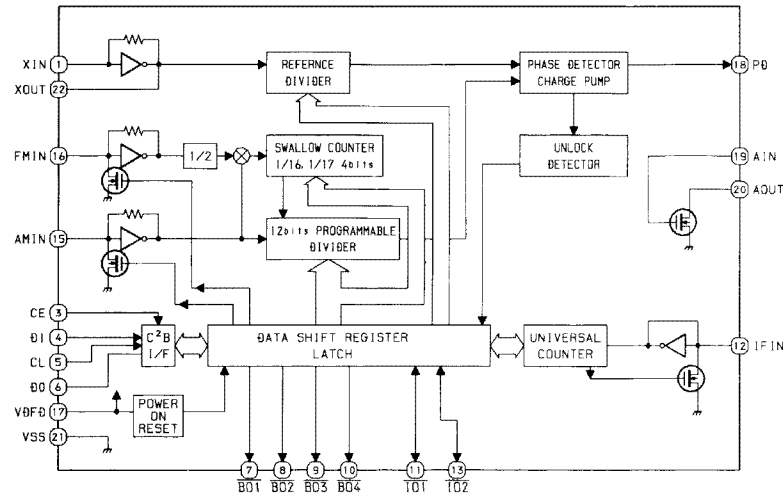 XIN 1
XOUT 22
REFERNCE
DIVIDER
PHASE DETECTOR
CHARGE PUMP
18 PD
FMIN 16
1/2
SWALLOW COUNTER
1/16, 1/17 4bits
UNLOCK
DETECTOR
19 AIN
20 AOUT
AMIN 15
12bits PROGRAMMABLE
DIVIDER
CE 3
DI 4
CL 5
DO 6
VDFD 17
VSS 21
C²B
I/F
DATA SHIFT REGISTER
LATCH
UNIVERSAL
COUNTER
12 IFIN
POWER
ON
RESET
7 8 9 10 11 13
BO1 BO2 BO3 BO4 IO1 IO2